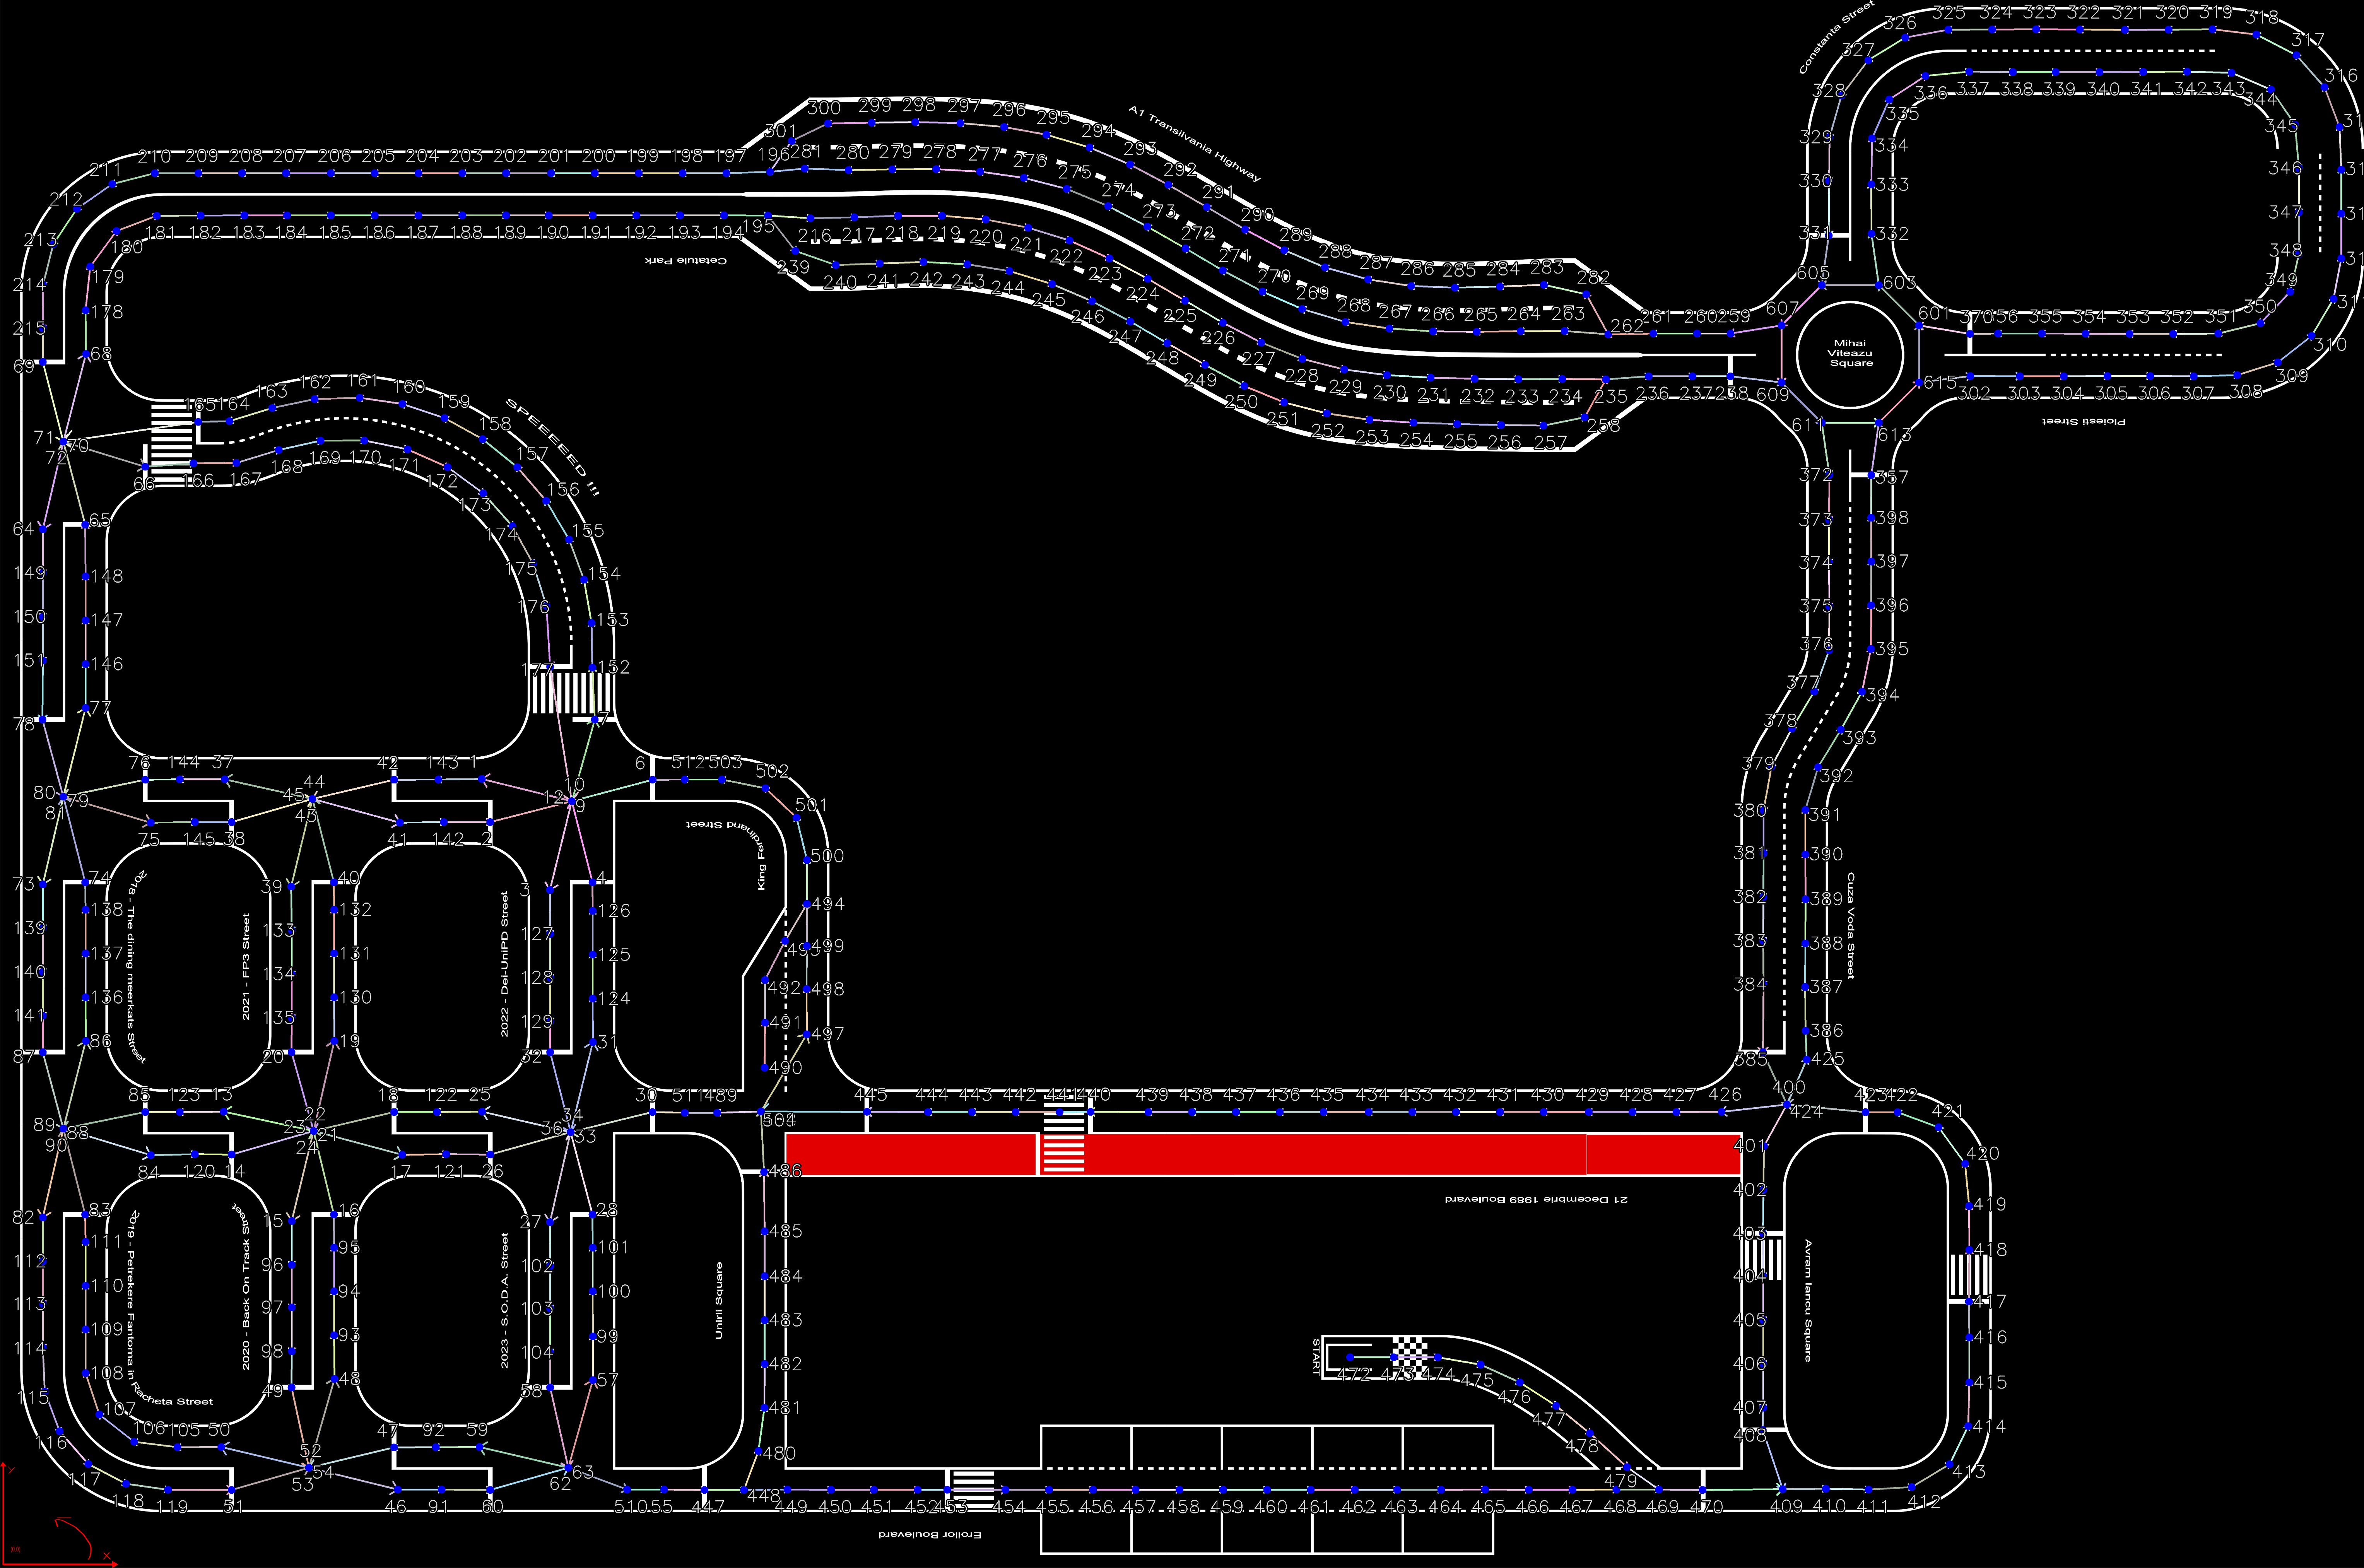 Constanta Street
326 325 324 323 322 321 320 319 318
327 317
328 336 337 338 339 340 341 342 343 344 316
329 335 334 345
330 333 346
331 332 347
348
349
605 603
607 601
350
370 355 354 353 352 351
310
309
308
615
302 303 304 305 306 307
Ploiesti Street
Mihai
Viteazu
Square
609
611
613
A1 Transilvania Highway
301 300 299 298 297 296 295 294 293 292 291 290 289 288 287 286 285 284 283 282
196 281 280 279 278 277 276 275 274 273 272 271 270 269 268 267 266 265 264 263 262 261 260 259
211 210 209 208 207 206 205 204 203 202 201 200 199 198 197
212
213
214
215
69
180 181 182 183 184 185 186 187 188 189 190 191 192 193 194 195
179
178
68
Cetatuie Park
216 217 218 219 220 221 222 223 224 225 226 227 228 229 230 231 232 233 234 235 236 237 238
239 240 241 242 243 244 245 246 247 248 249 250 251 252 253 254 255 256 257 258
SPEEEED !!!
165 164 163 162 161 160 159 158 157 156 155 154 153 152
71 70
72
66 166 167 168 169 170 171 172 173 174 175 176 177
64 65
149 148
150 147
151 146
78 77
7
76 144 37 42 143 1
6 512 503 502
501
500
44
45
43
10
12 9
80 79
81
75 145 38 41 142 2
King Ferdinand Street
73 74 39 40 3 4
138 132 126
139 133 127
137 131 125
140 134 128
136 130 124
141 135 129
87 86 20 19 32 31
2018 - The dinning meerkats Street
2021 - FP3 Street
2022 - Dei-UniPD Street
494
493 499
492 498
491 497
490
85 123 13 18 122 25 30 511 489
22
23 21
24
34
36 33
89 88
90
84 120 14 17 121 26
504
445 444 443 442 441 440 439 438 437 436 435 434 433 432 431 430 429 428 427 426
82 83 15 16 27 28
111 95 101
112 96 102
110 94 100
113 97 103
109 93 99
114 98 104
108 49 48 58 57
115 107
106 105 50
47 92 59
116
117
118 119 51
52
54
53
46 91 60
63
62
510 55 447 448
2019 - Petrekere Fantoma in Racheta Street
2020 - Back On Track Street
2023 - S.O.D.A. Street
Unirii Square
486
485
484
483
482
481
480
21 Decembrie 1989 Boulevard
START
472 473 474 475 476 477 478 479
449 450 451 452 453 454 455 456 457 458 459 460 461 462 463 464 465 466 467 468 469 470
Eroilor Boulevard
372 357
373 398
374 397
375 396
376 395
377 394
378 393
379 392
380 391
381 390
382 389
383 388
384 387
386
385 425
Cuza Voda Street
400
424 423 422 421
401 420
402 419
403 418
404 417
405 416
406 415
407 414
408 413
409 410 411 412
Avram Iancu Square
Y
X